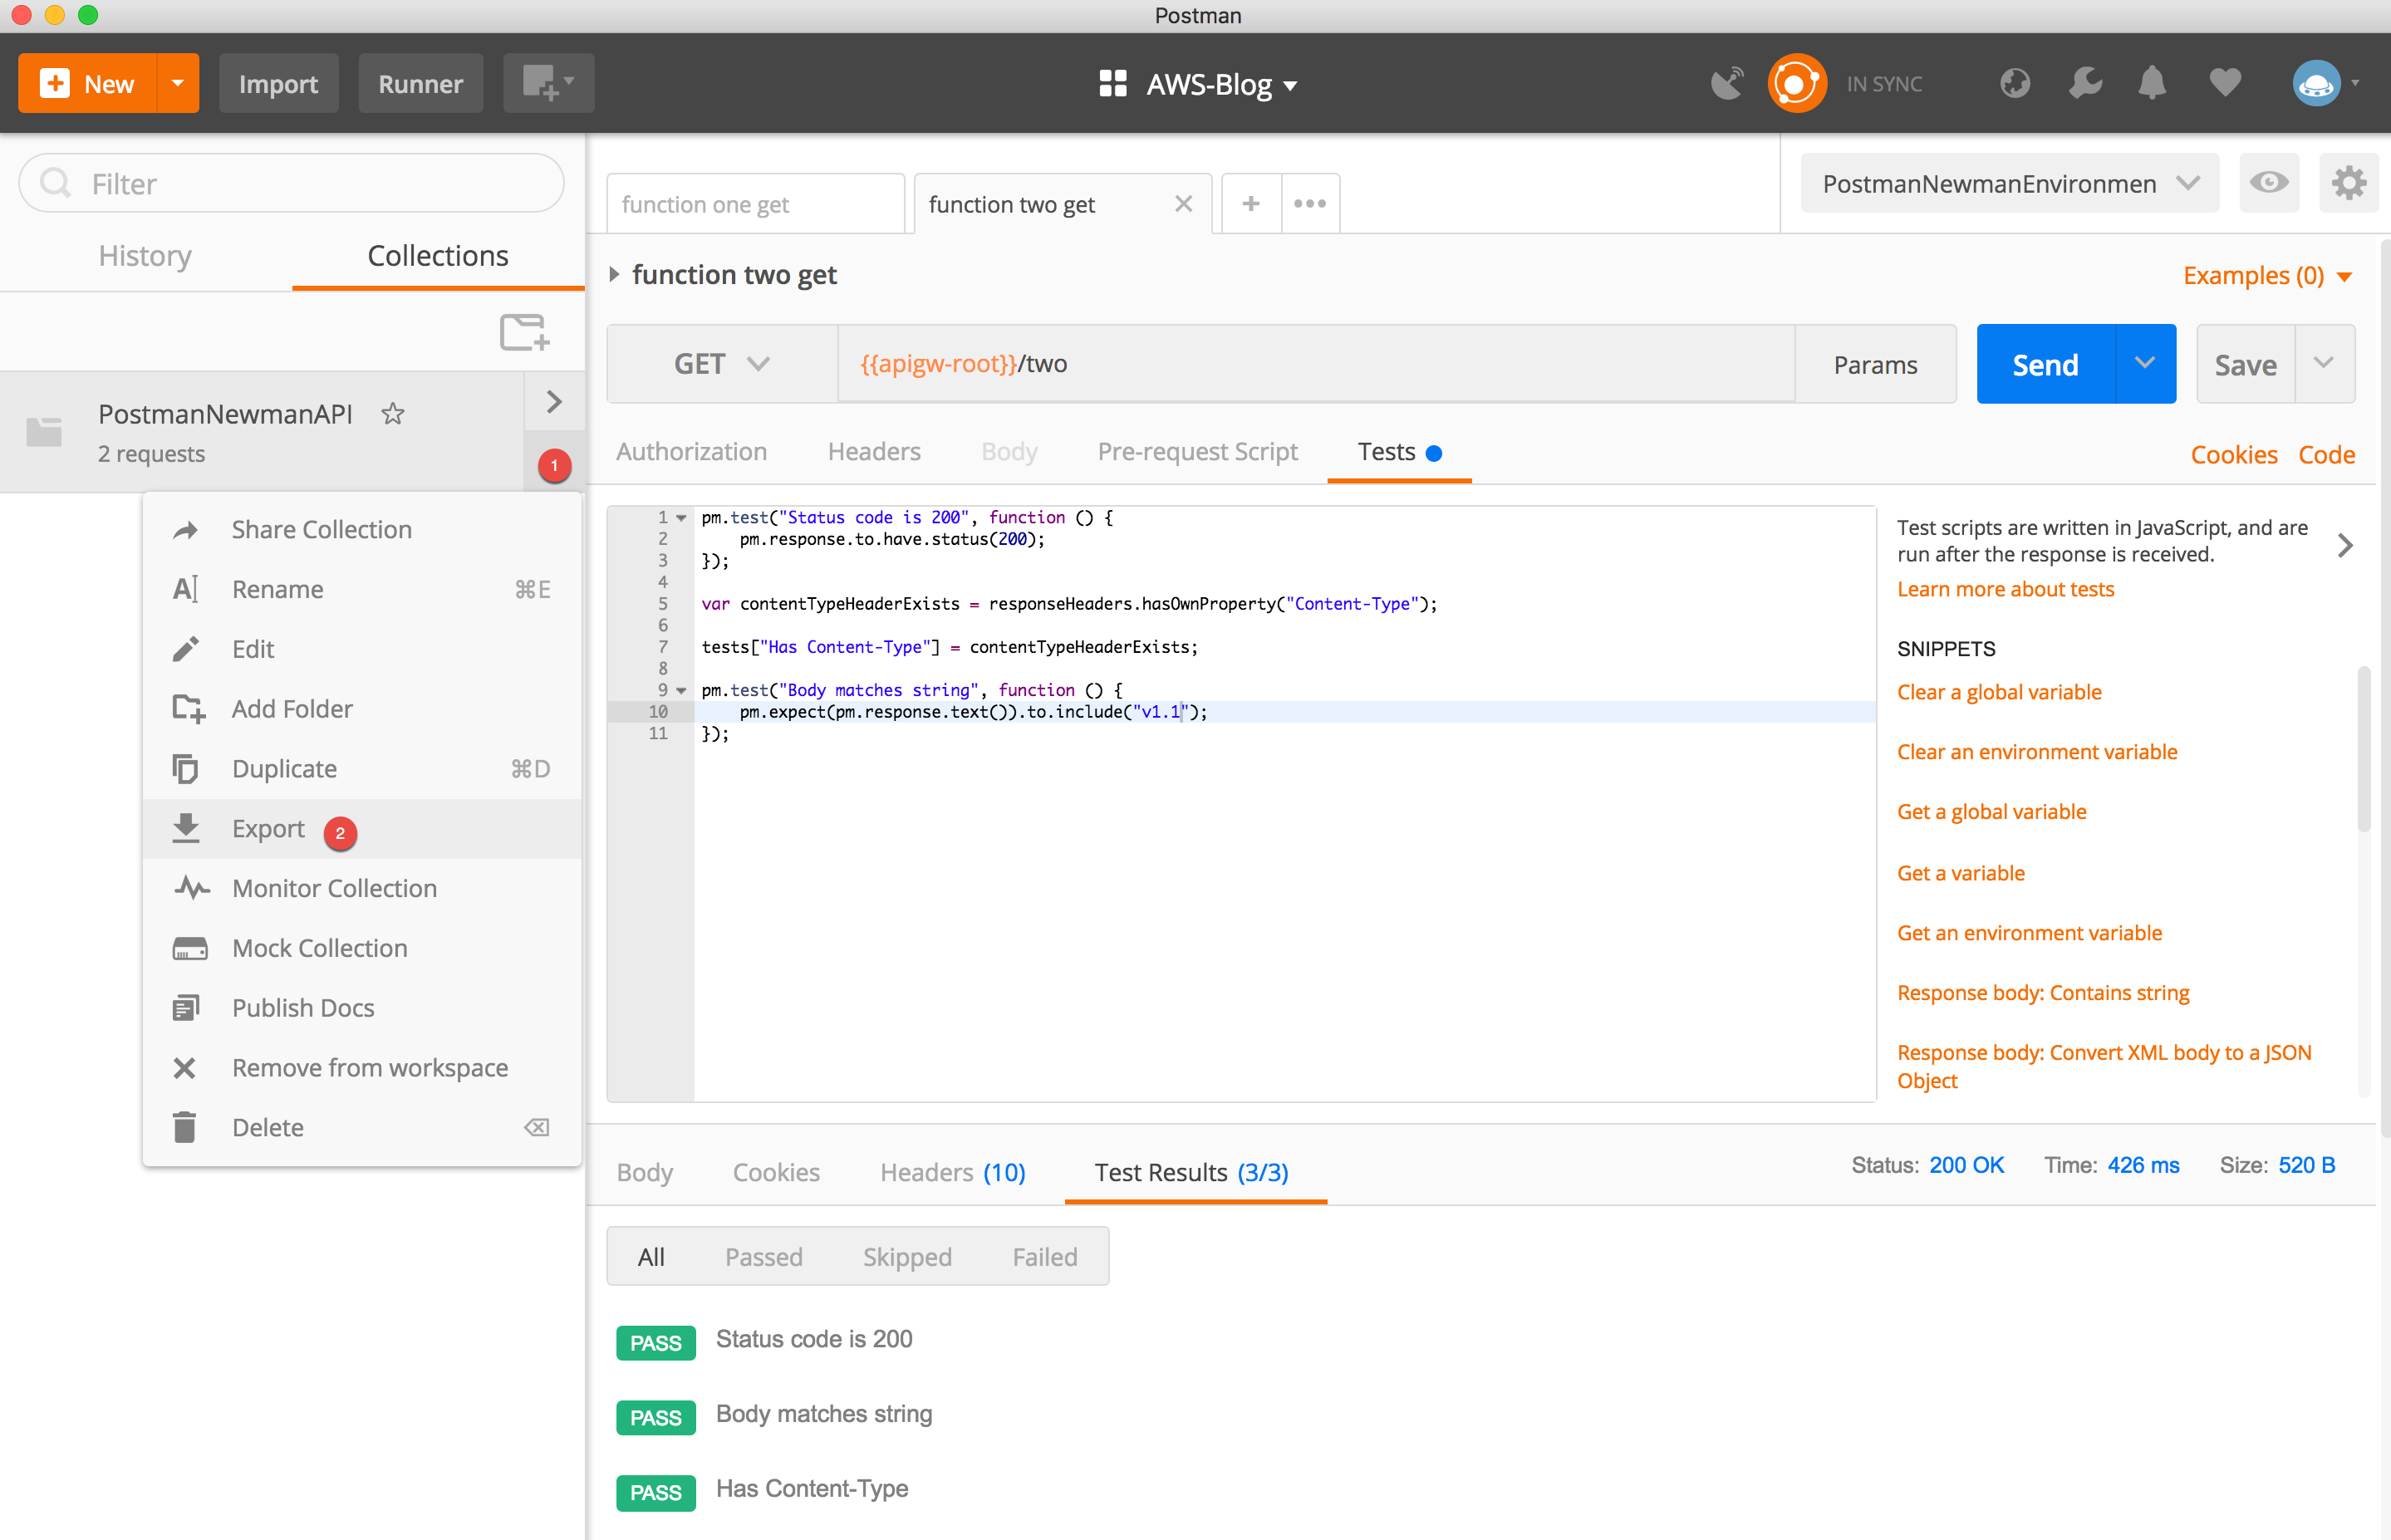 Postman
New
Import
Runner
AWS-Blog
IN SYNC
Filter
History
Collections
PostmanNewmanAPI
2 requests
1
Share Collection
Rename ⌘E
Edit
Add Folder
Duplicate ⌘D
Export 2
Monitor Collection
Mock Collection
Publish Docs
Remove from workspace
Delete
function one get
function two get
PostmanNewmanEnvironmen
function two get
Examples (0)
GET
{{apigw-root}}/two
Params
Send
Save
Authorization
Headers
Body
Pre-request Script
Tests
Cookies
Code
1 pm.test("Status code is 200", function () {
2 pm.response.to.have.status(200);
3 });
4
5 var contentTypeHeaderExists = responseHeaders.hasOwnProperty("Content-Type");
6
7 tests["Has Content-Type"] = contentTypeHeaderExists;
8
9 pm.test("Body matches string", function () {
10 pm.expect(pm.response.text()).to.include("v1.1");
11 });
Test scripts are written in JavaScript, and are
run after the response is received.
Learn more about tests
SNIPPETS
Clear a global variable
Clear an environment variable
Get a global variable
Get a variable
Get an environment variable
Response body: Contains string
Response body: Convert XML body to a JSON
Object
Body
Cookies
Headers (10)
Test Results (3/3)
Status: 200 OK
Time: 426 ms
Size: 520 B
All
Passed
Skipped
Failed
PASS Status code is 200
PASS Body matches string
PASS Has Content-Type